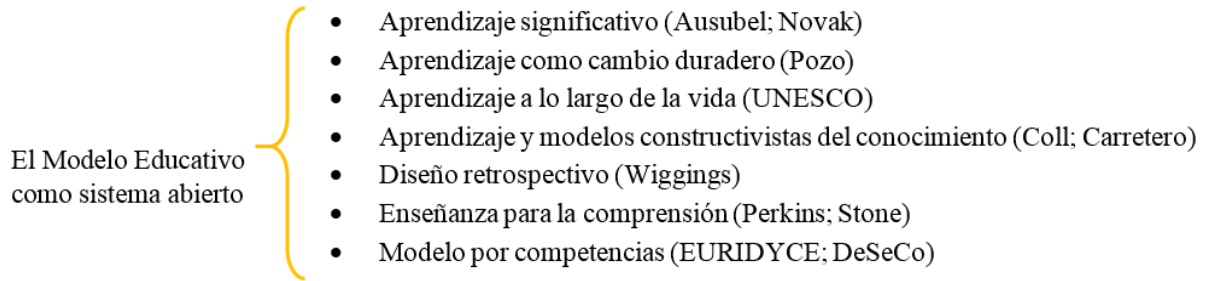 El Modelo Educativo
como sistema abierto
• Aprendizaje significativo (Ausubel; Novak)
• Aprendizaje como cambio duradero (Pozo)
• Aprendizaje a lo largo de la vida (UNESCO)
• Aprendizaje y modelos constructivistas del conocimiento (Coll; Carretero)
• Diseño retrospectivo (Wiggings)
• Enseñanza para la comprensión (Perkins; Stone)
• Modelo por competencias (EURIDYCE; DeSeCo)